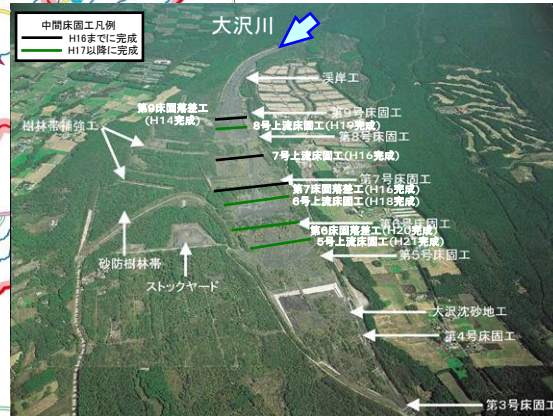 中間床固工凡例
H16までに完成
H17以降に完成
大沢川
渓岸工
第9床固落差工
(H14完成)
第9号床固工
8号上流床固工(H19完成)
第8号床固工
樹林帯補強工
7号上流床固工(H16完成)
第7号床固工
第7床固落差工(H16完成)
6号上流床固工(H18完成)
第6号床固工
第6床固落差工(H20完成)
5号上流床固工(H21完成)
第5号床固工
砂防樹林帯
ストックヤード
大沢沈砂地工
第4号床固工
第3号床固工